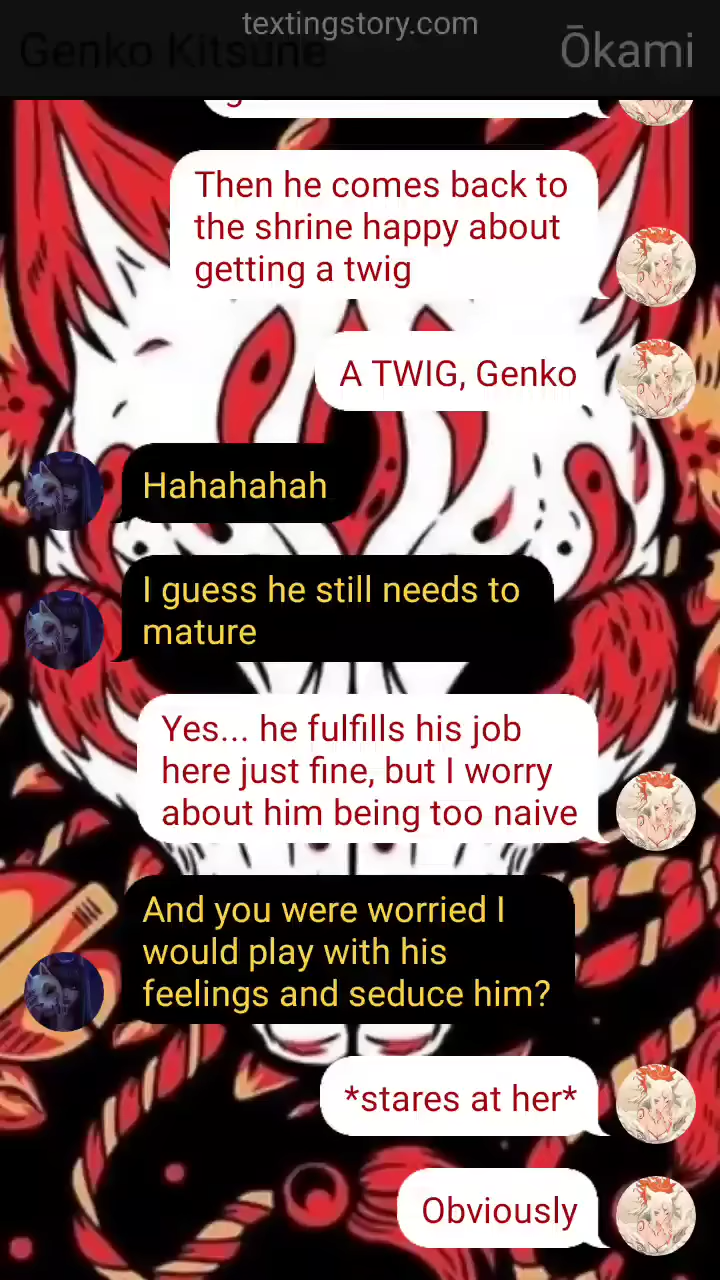 textingstory.com
Genko Kitsune
Ōkami
Then he comes back to
the shrine happy about
getting a twig
A TWIG, Genko
Hahahahah
I guess he still needs to
mature
Yes... he fulfills his job
here just fine, but I worry
about him being too naive
And you were worried I
would play with his
feelings and seduce him?
*stares at her*
Obviously